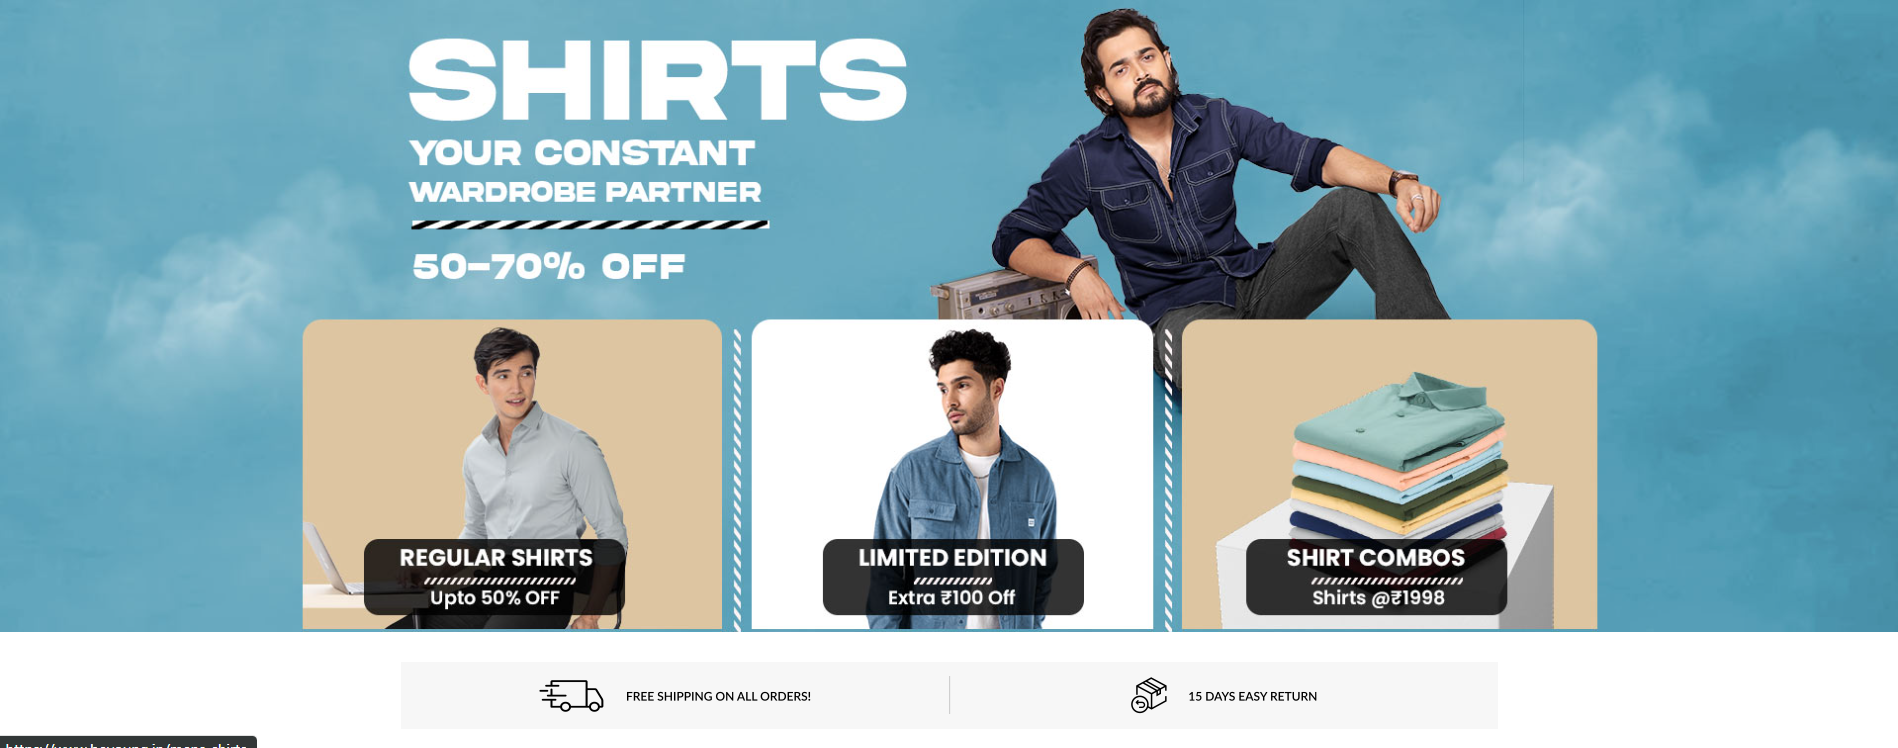 SHIRTS
YOUR CONSTANT
WARDROBE PARTNER
50-70% OFF
REGULAR SHIRTS
Upto 50% OFF
LIMITED EDITION
Extra ₹100 Off
SHIRT COMBOS
Shirts @₹1998
FREE SHIPPING ON ALL ORDERS!
15 DAYS EASY RETURN